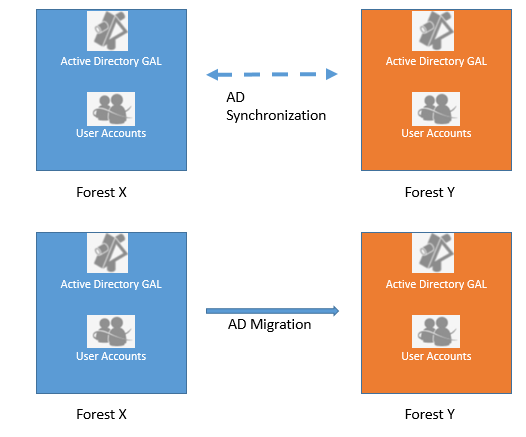 Active Directory GAL
Active Directory GAL
AD
Synchronization
User Accounts
User Accounts
Forest X
Forest Y
Active Directory GAL
Active Directory GAL
AD Migration
User Accounts
User Accounts
Forest X
Forest Y